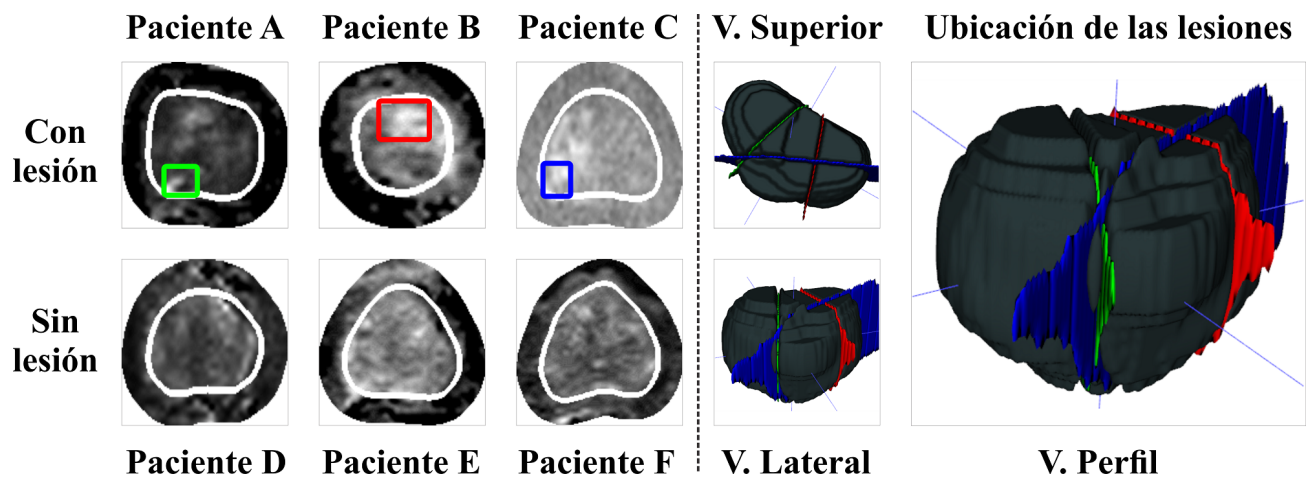 Paciente A
Paciente B
Paciente C
V. Superior
Ubicación de las lesiones
Con
lesión
Sin
lesión
Paciente D
Paciente E
Paciente F
V. Lateral
V. Perfil